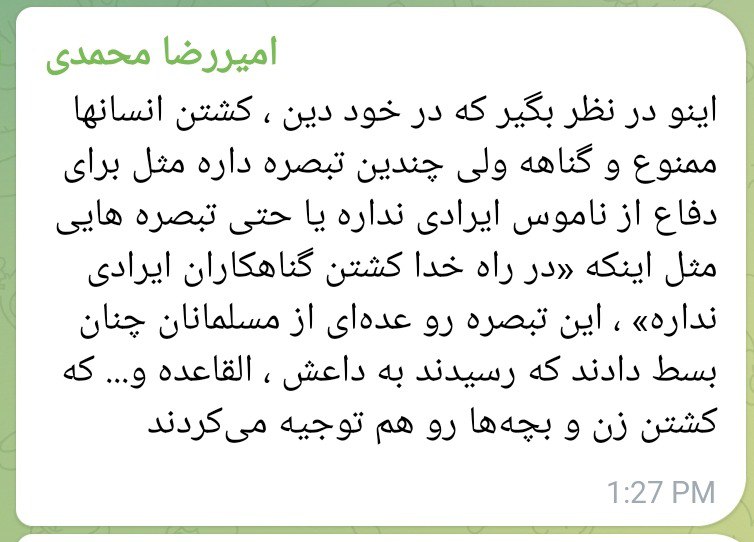 امیررضا محمدی
اینو در نظر بگیر که در خود دین ، کشتن انسانها
ممنوع و گناهه ولی چندین تبصره داره مثل برای
دفاع از ناموس ایرادی نداره یا حتی تبصره هایی
مثل اینکه «در راه خدا کشتن گناهکاران ایرادی
نداره» ، این تبصره رو عده‌ای از مسلمانان چنان
بسط دادند که رسیدند به داعش ، القاعده و... که
کشتن زن و بچه‌ها رو هم توجیه می‌کردند
1:27 PM